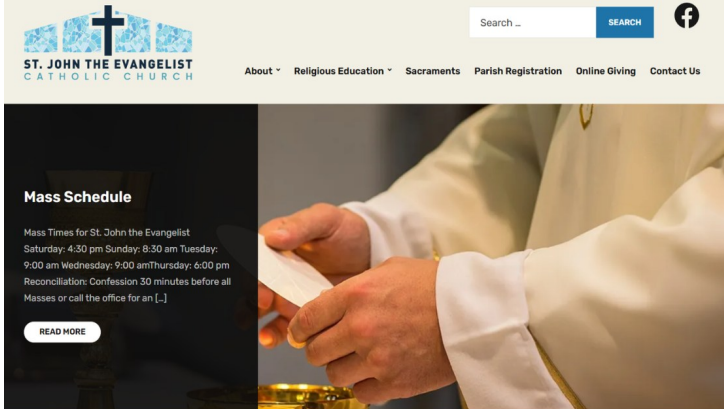 Search …
SEARCH
ST. JOHN THE EVANGELIST
CATHOLIC CHURCH
About
Religious Education
Sacraments
Parish Registration
Online Giving
Contact Us
Mass Schedule
Mass Times for St. John the Evangelist
Saturday: 4:30 pm Sunday: 8:30 am Tuesday:
9:00 am Wednesday: 9:00 amThursday: 6:00 pm
Reconciliation: Confession 30 minutes before all
Masses or call the office for an […]
READ MORE